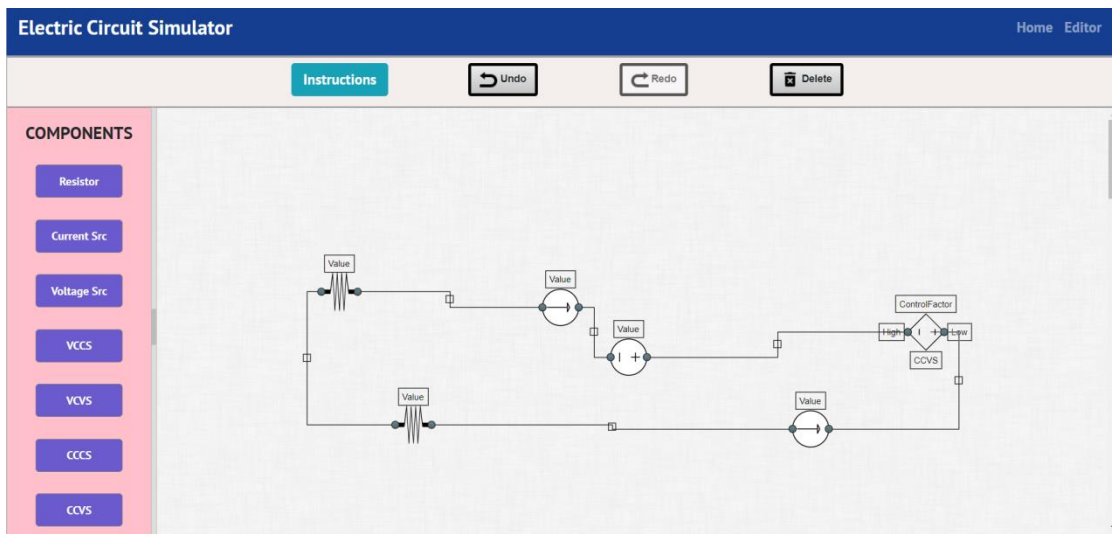 Electric Circuit Simulator
Home Editor
Instructions
Undo
Redo
Delete
COMPONENTS
Resistor
Current Src
Voltage Src
VCCS
VCVS
CCCS
CCVS
Value
Value
Value
ControlFactor
High
Low
CCVS
Value
Value